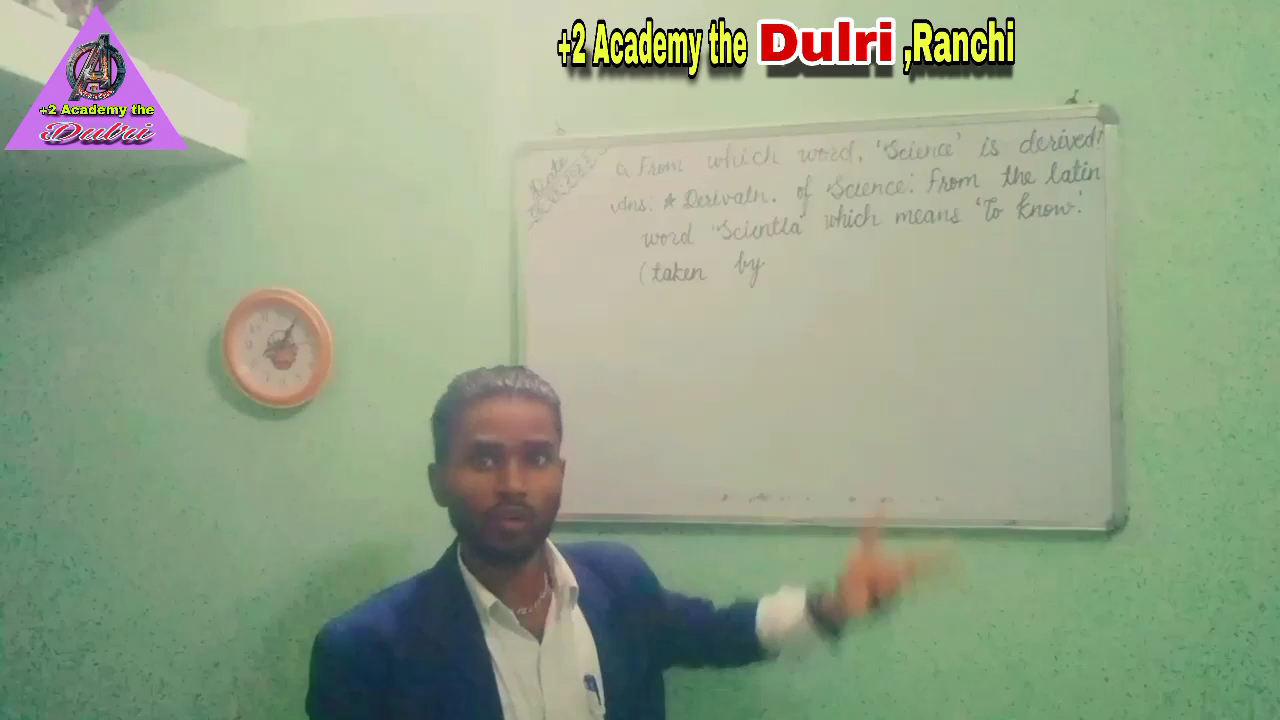 +2 Academy the Dulri ,Ranchi
+2 Academy the
Dulri
Q From which word, 'Science' is derived?
Ans. * Derivatn. of Science: From the latin
word "Scientia" which means 'To know'.
(taken by